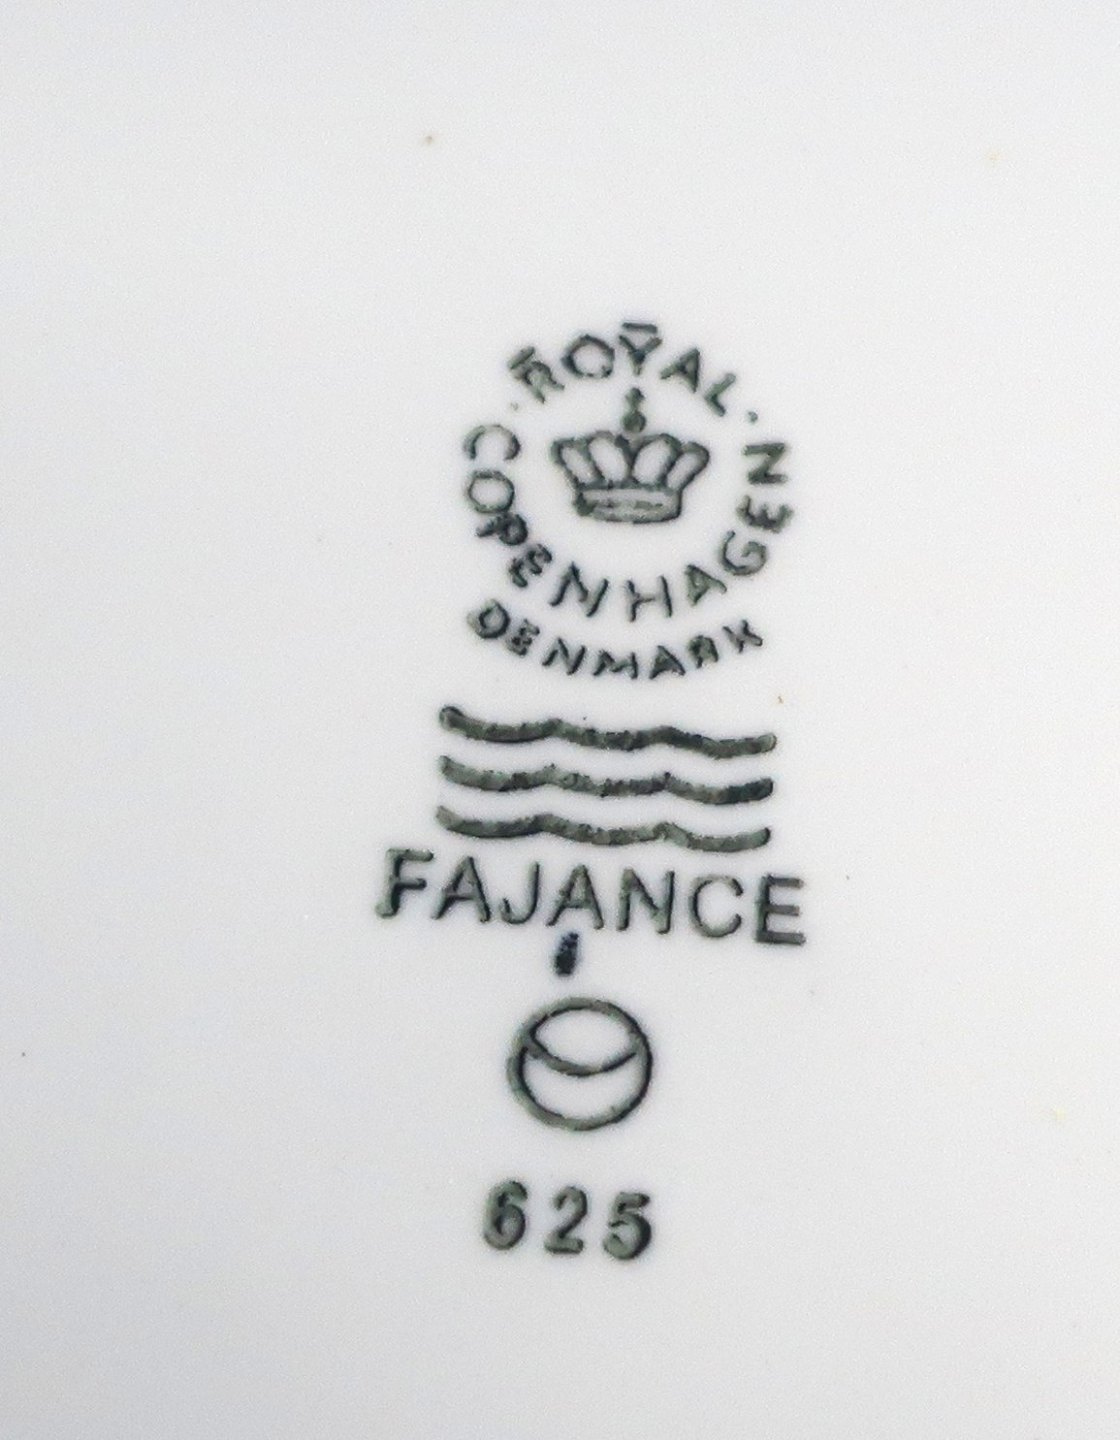 ROYAL
COPENHAGEN
DENMARK
FAJANCE
625